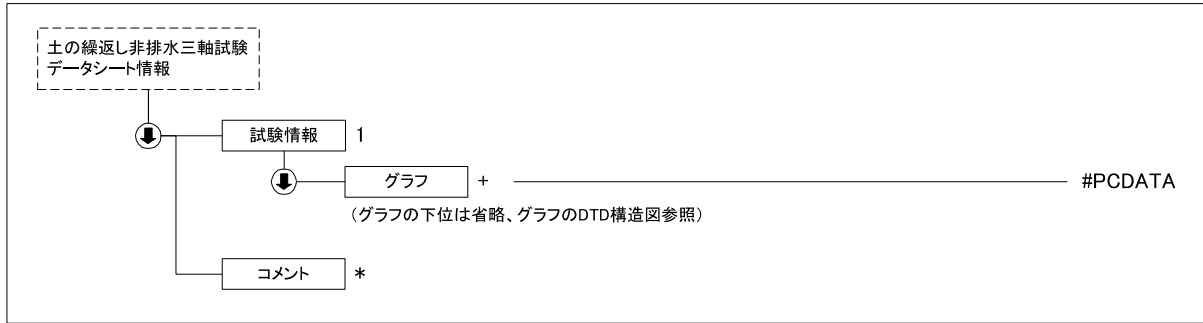 土の繰返し非排水三軸試験
データシート情報
試験情報 1
グラフ + #PCDATA
(グラフの下位は省略、グラフのDTD構造図参照)
コメント *